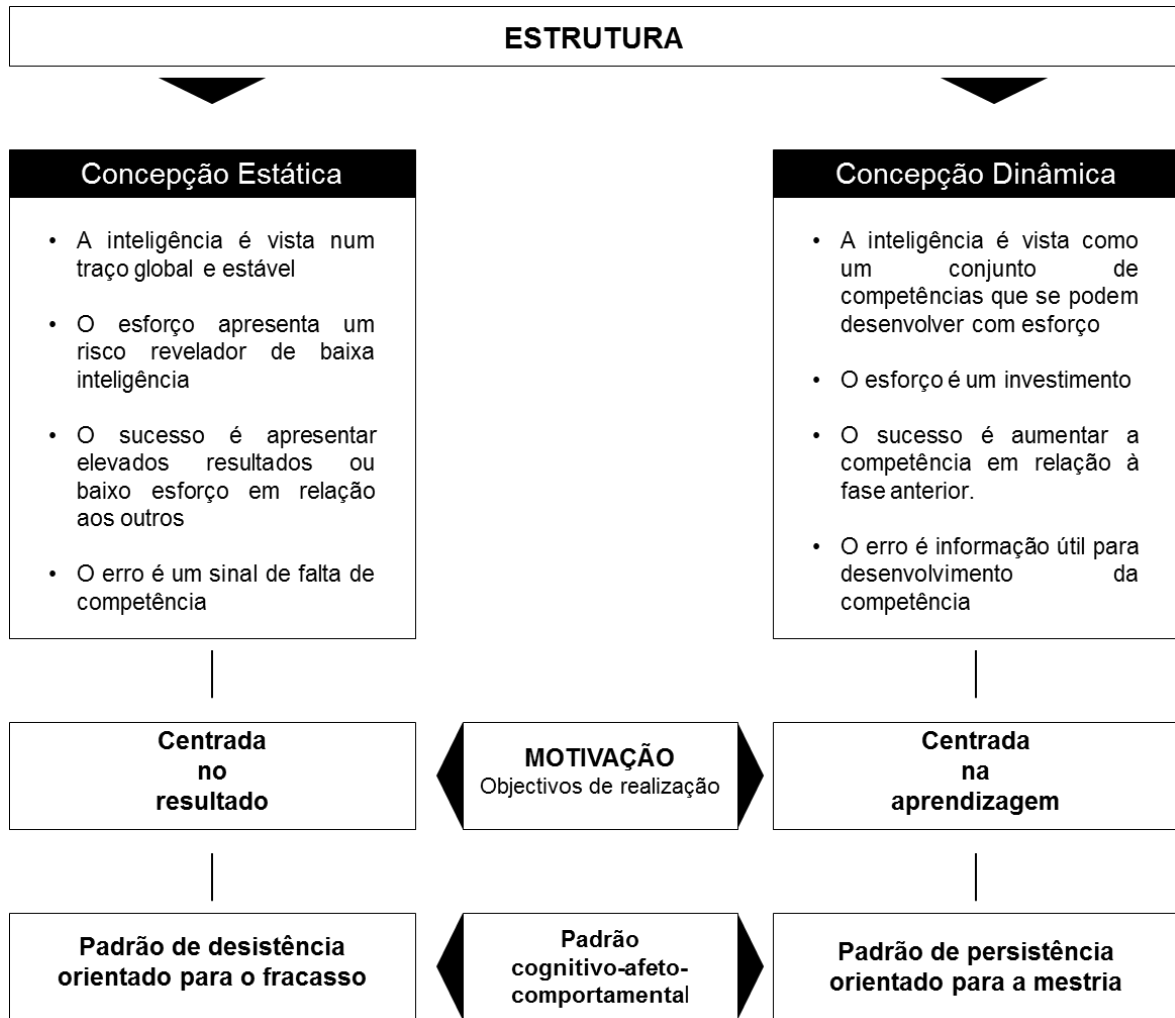 ESTRUTURA
Concepção Estática
• A inteligência é vista num
traço global e estável
• O esforço apresenta um
risco revelador de baixa
inteligência
• O sucesso é apresentar
elevados resultados ou
baixo esforço em relação
aos outros
• O erro é um sinal de falta de
competência
Concepção Dinâmica
• A inteligência é vista como
um conjunto de
competências que se podem
desenvolver com esforço
• O esforço é um investimento
• O sucesso é aumentar a
competência em relação à
fase anterior.
• O erro é informação útil para
desenvolvimento da
competência
Centrada
no
resultado
MOTIVAÇÃO
Objectivos de realização
Centrada
na
aprendizagem
Padrão de desistência
orientado para o fracasso
Padrão
cognitivo-afeto-
comportamental
Padrão de persistência
orientado para a mestria